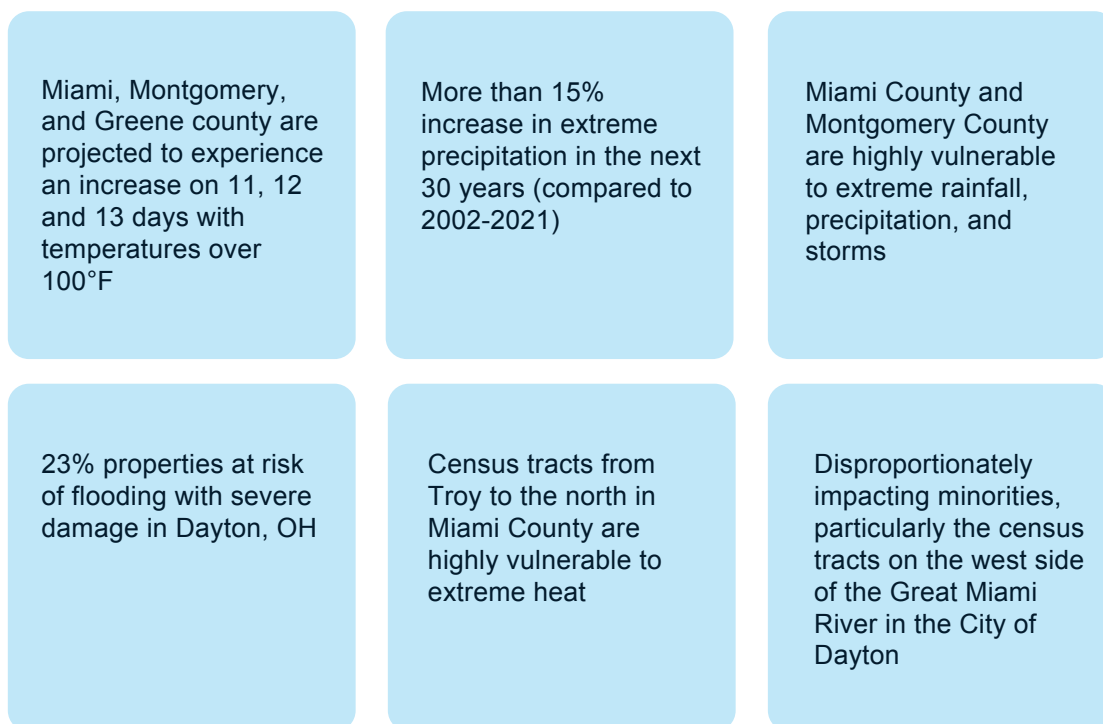 Miami, Montgomery,
and Greene county are
projected to experience
an increase on 11, 12
and 13 days with
temperatures over
100°F
More than 15%
increase in extreme
precipitation in the next
30 years (compared to
2002-2021)
Miami County and
Montgomery County
are highly vulnerable
to extreme rainfall,
precipitation, and
storms
23% properties at risk
of flooding with severe
damage in Dayton, OH
Census tracts from
Troy to the north in
Miami County are
highly vulnerable to
extreme heat
Disproportionately
impacting minorities,
particularly the census
tracts on the west side
of the Great Miami
River in the City of
Dayton